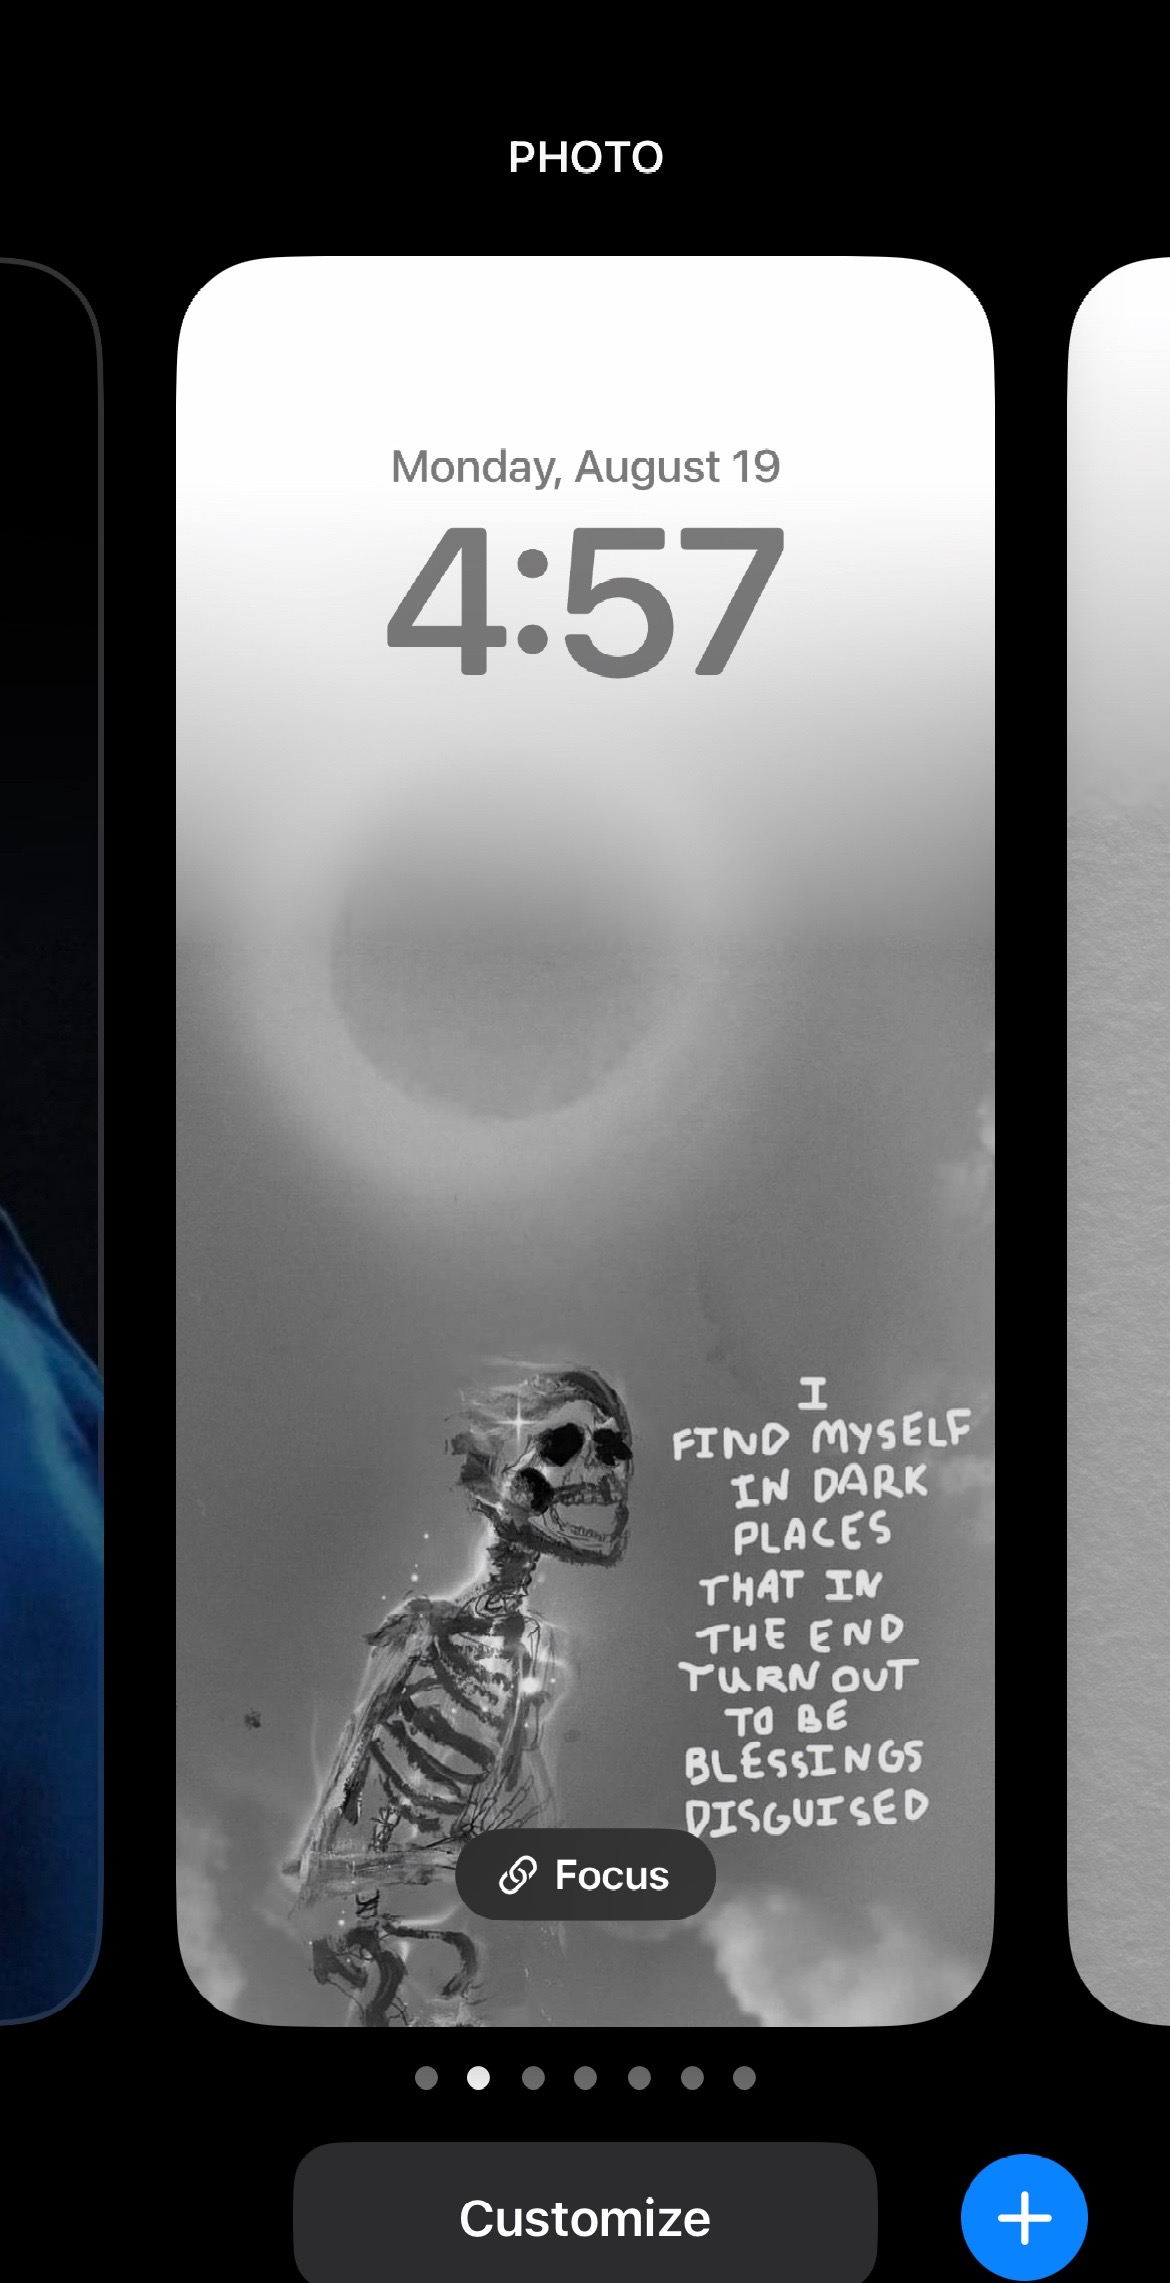 PHOTO
Monday, August 19
4:57
I
FIND MYSELF
IN DARK
PLACES
THAT IN
THE END
TURN OUT
TO BE
BLESSINGS
DISGUISED
Focus
Customize